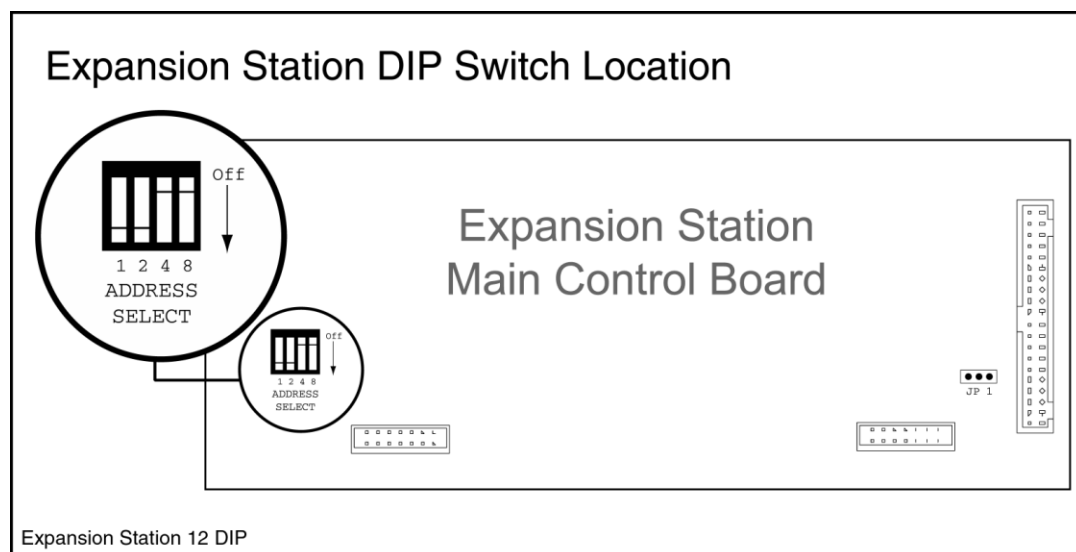 Expansion Station DIP Switch Location
Off
1 2 4 8
ADDRESS
SELECT
Expansion Station
Main Control Board
Off
1 2 4 8
ADDRESS
SELECT
JP 1
Expansion Station 12 DIP